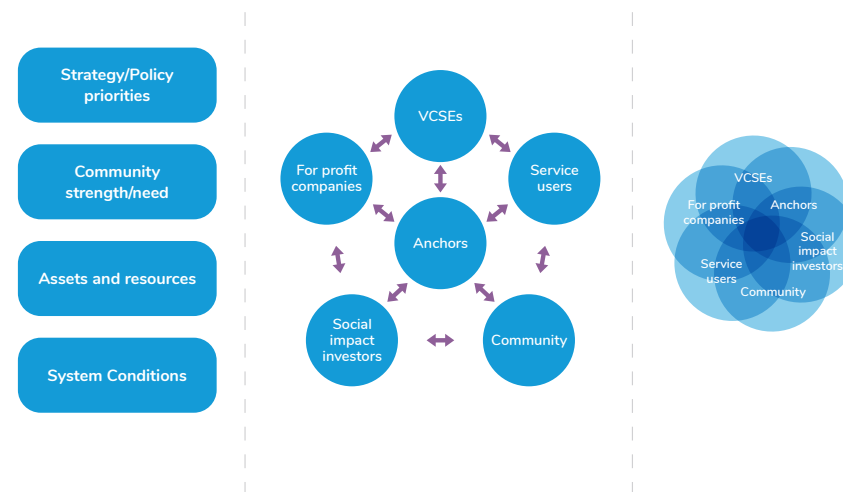 Strategy/Policy
priorities
Community
strength/need
Assets and resources
System Conditions
VCSEs
For profit
companies
Service
users
Anchors
Social
impact
investors
Community
VCSEs
For profit
companies
Anchors
Social
impact
investors
Service
users
Community